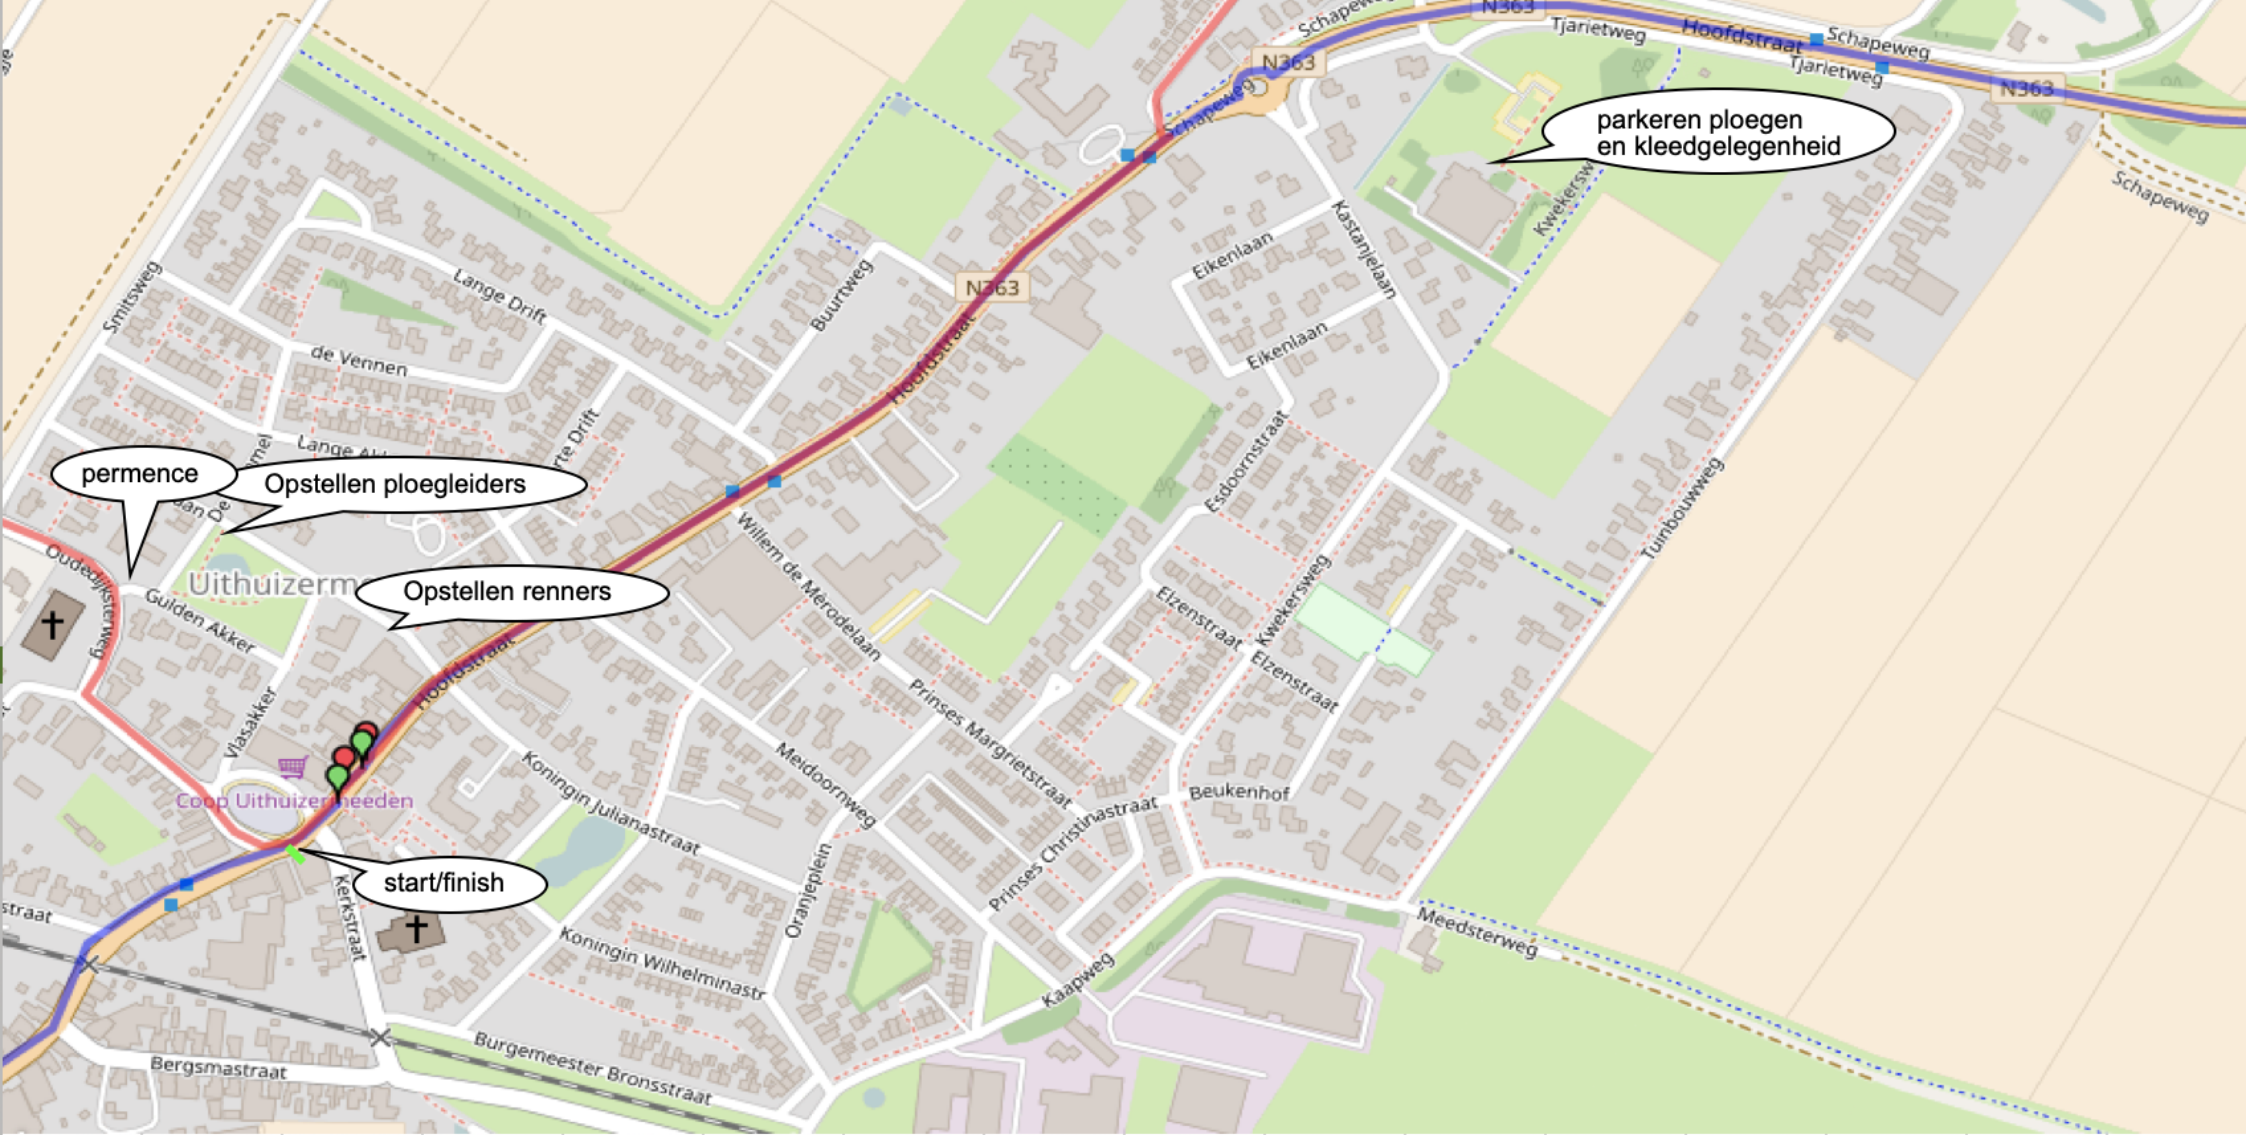 N363
Schapeweg
Tjarietweg
Hoofdstraat
Schapeweg
Tjarietweg
N363
N363
Schapeweg
parkeren ploegen
en kleedgelegenheid
Schapeweg
Kastanjelaan
Eikenlaan
Eikenlaan
Buurtweg
N363
Hoofdstraat
Smitsweg
Lange Drift
de Vennen
permence
Opstellen ploegleiders
Esdoornstraat
Tuinbouwweg
Willem de Mérodelaan
Oudedijksterweg
Gulden Akker
Opstellen renners
Hoofdstraat
Elzenstraat
Kwekersweg
Elzenstraat
Vlasakker
Prinses Margrietstraat
Koningin Julianastraat
Meidoornweg
Beukenhof
Coop Uithuizermeeden
Prinses Christinastraat
start/finish
Oranjeplein
Kerkstraat
straat
Koningin Wilhelminastr
Meedsterweg
Kaapweg
Bergsmastraat
Burgemeester Bronsstraat